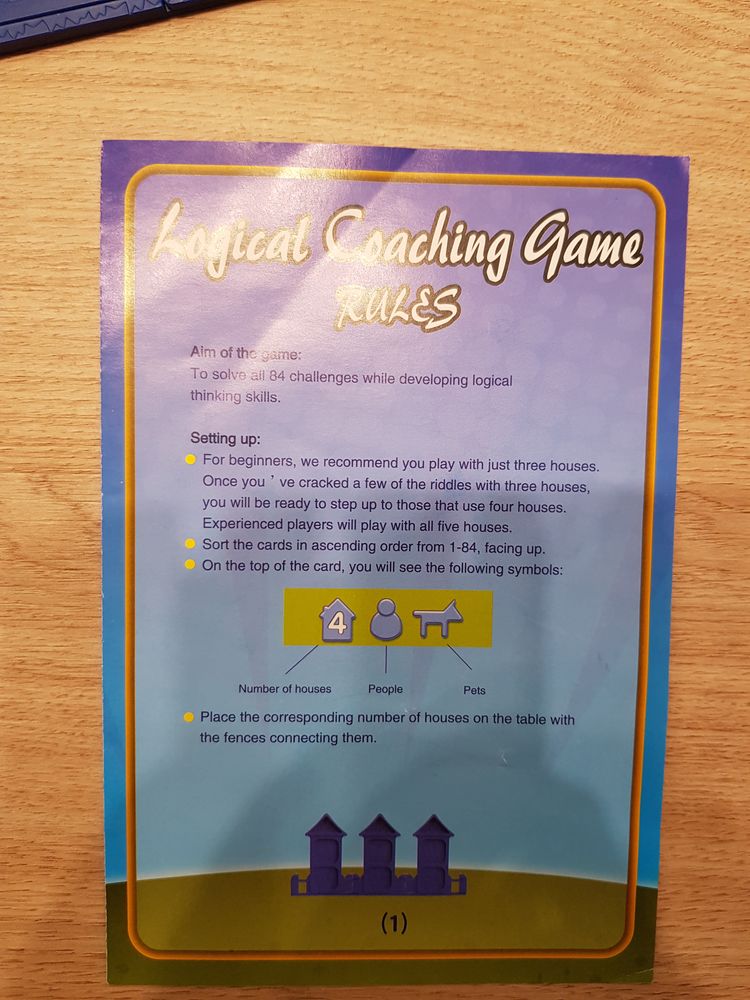 Logical Coaching Game
RULES
Aim of the game:
To solve all 84 challenges while developing logical
thinking skills.
Setting up:
For beginners, we recommend you play with just three houses.
Once you ’ ve cracked a few of the riddles with three houses,
you will be ready to step up to those that use four houses.
Experienced players will play with all five houses.
Sort the cards in ascending order from 1-84, facing up.
On the top of the card, you will see the following symbols:
4
Number of houses People Pets
Place the corresponding number of houses on the table with
the fences connecting them.
(1)